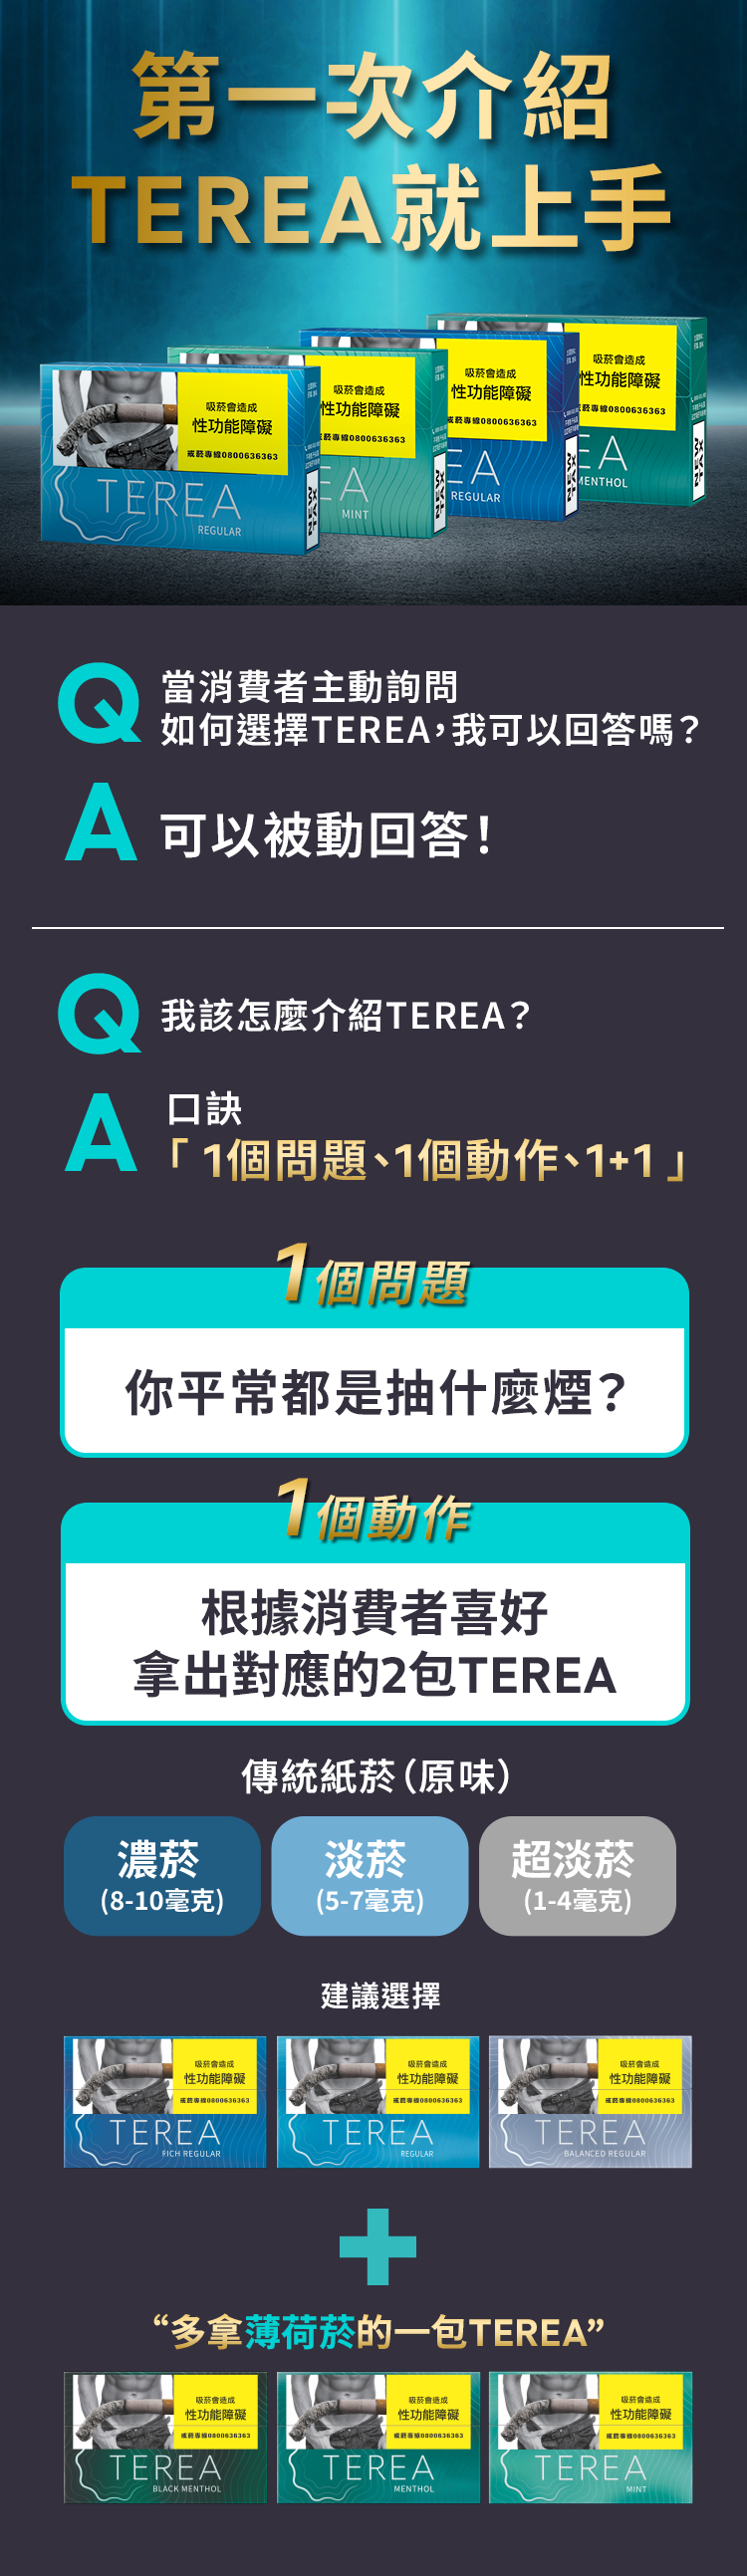 第一次介紹
TEREA就上手
吸菸會造成
性功能障礙
戒菸專線0800636363
TEREA
REGULAR
NEW TAX
吸菸會造成
性功能障礙
菸專線0800636363
EA
MINT
NEW TAX
吸菸會造成
性功能障礙
戒菸專線0800636363
EA
REGULAR
NEW TAX
吸菸會造成
性功能障礙
菸專線0800636363
EA
MENTHOL
NEW TAX
Q 當消費者主動詢問
如何選擇TEREA，我可以回答嗎？
A 可以被動回答！
Q 我該怎麼介紹TEREA？
A 口訣
「1個問題、1個動作、1+1」
1個問題
你平常都是抽什麼煙？
1個動作
根據消費者喜好
拿出對應的2包TEREA
傳統紙菸（原味）
濃菸
(8-10毫克)
淡菸
(5-7毫克)
超淡菸
(1-4毫克)
建議選擇
吸菸會造成
性功能障礙
戒菸專線0800636363
TEREA
RICH REGULAR
吸菸會造成
性功能障礙
戒菸專線0800636363
TEREA
REGULAR
吸菸會造成
性功能障礙
戒菸專線0800636363
TEREA
BALANCED REGULAR
“多拿薄荷菸的一包TEREA”
吸菸會造成
性功能障礙
戒菸專線0800636363
TEREA
BLACK MENTHOL
吸菸會造成
性功能障礙
戒菸專線0800636363
TEREA
MENTHOL
吸菸會造成
性功能障礙
戒菸專線0800636363
TEREA
MINT